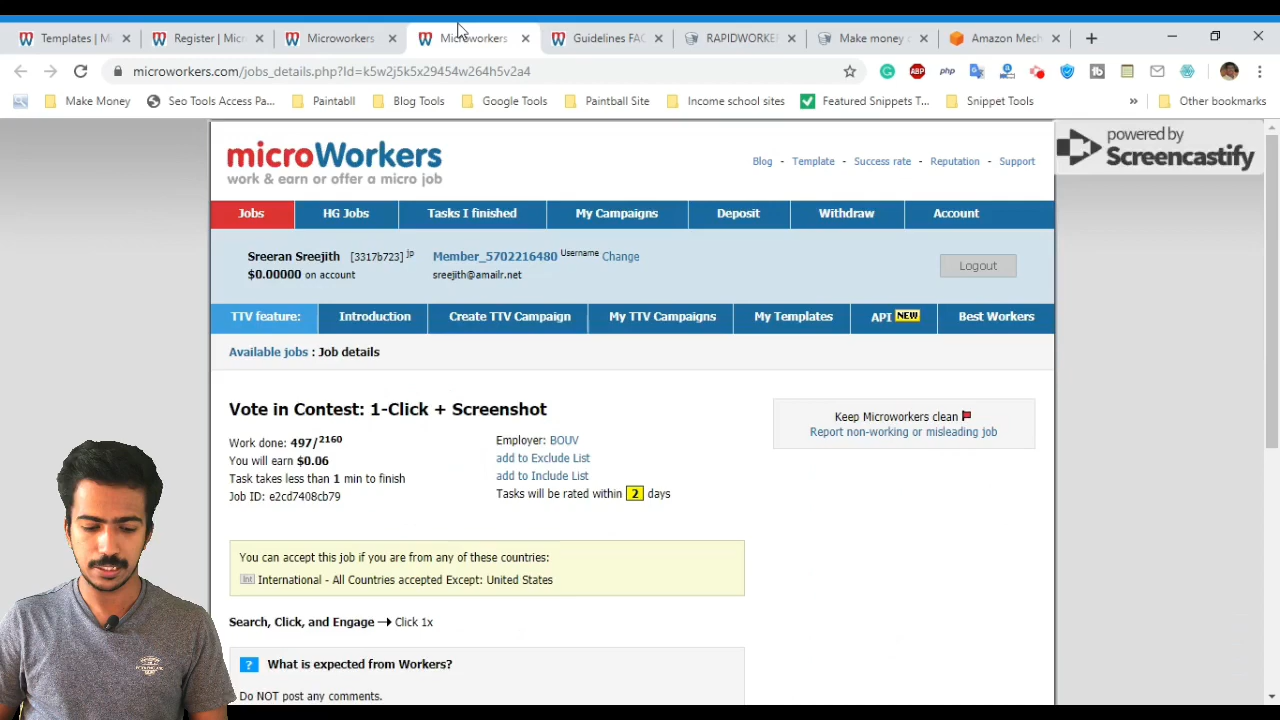 Templates | Mi
Register | Micr
Microworkers
Microworkers
Guidelines FAC
RAPIDWORKE
Make money o
Amazon Mech
microworkers.com/jobs_details.php?Id=k5w2j5k5x29454w264h5v2a4
Make Money
Seo Tools Access Pa...
Paintabll
Blog Tools
Google Tools
Paintball Site
Income school sites
Featured Snippets T...
Snippet Tools
»
Other bookmarks
powered by
Screencastify
microWorkers
work & earn or offer a micro job
Blog - Template - Success rate - Reputation - Support
Jobs
HG Jobs
Tasks I finished
My Campaigns
Deposit
Withdraw
Account
Sreeran Sreejith [3317b723] jp
$0.00000 on account
Member_5702216480 Username Change
sreejith@amailr.net
Logout
TTV feature:
Introduction
Create TTV Campaign
My TTV Campaigns
My Templates
API NEW
Best Workers
Available jobs : Job details
Vote in Contest: 1-Click + Screenshot
Work done: 497/2160
You will earn $0.06
Task takes less than 1 min to finish
Job ID: e2cd7408cb79
Employer: BOUV
add to Exclude List
add to Include List
Tasks will be rated within 2 days
Keep Microworkers clean
Report non-working or misleading job
You can accept this job if you are from any of these countries:
Int International - All Countries accepted Except: United States
Search, Click, and Engage → Click 1x
? What is expected from Workers?
Do NOT post any comments.